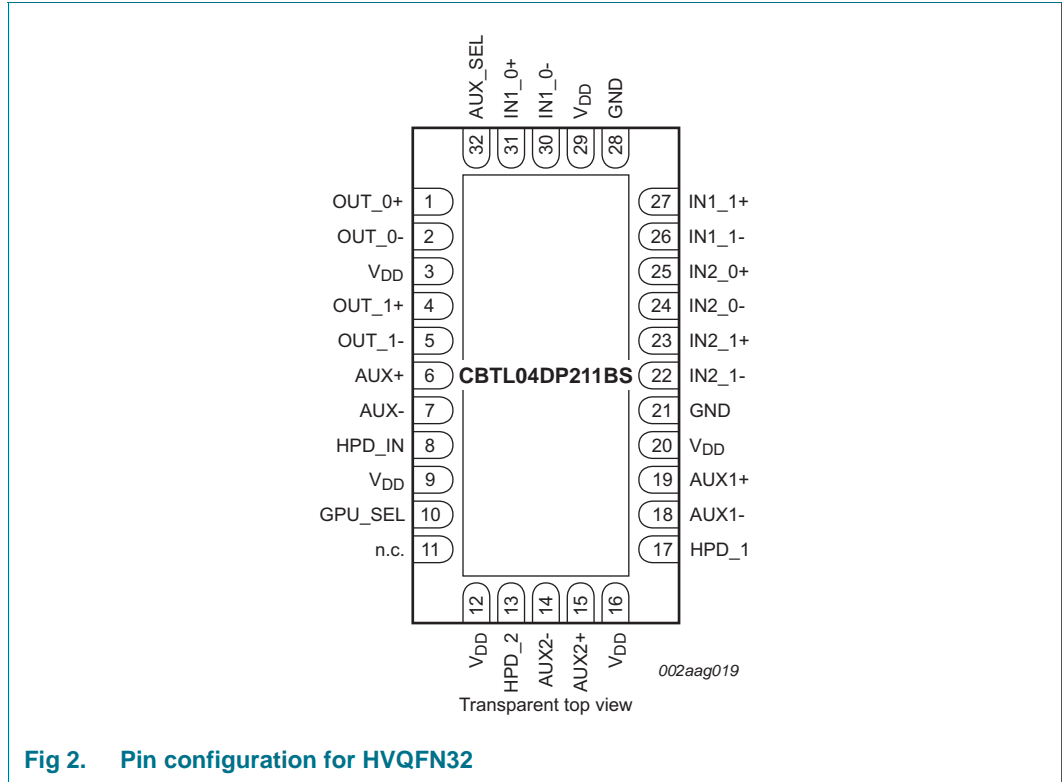 AUX_SEL
IN1_0+
IN1_0-
VDD
GND
32
31
30
29
28
OUT_0+ 1
27 IN1_1+
OUT_0- 2
26 IN1_1-
VDD 3
25 IN2_0+
OUT_1+ 4
24 IN2_0-
OUT_1- 5
23 IN2_1+
AUX+ 6
CBTL04DP211BS
22 IN2_1-
AUX- 7
21 GND
HPD_IN 8
20 VDD
VDD 9
19 AUX1+
GPU_SEL 10
18 AUX1-
n.c. 11
17 HPD_1
12
13
14
15
16
VDD
HPD_2
AUX2-
AUX2+
VDD
002aag019
Transparent top view
Fig 2. Pin configuration for HVQFN32